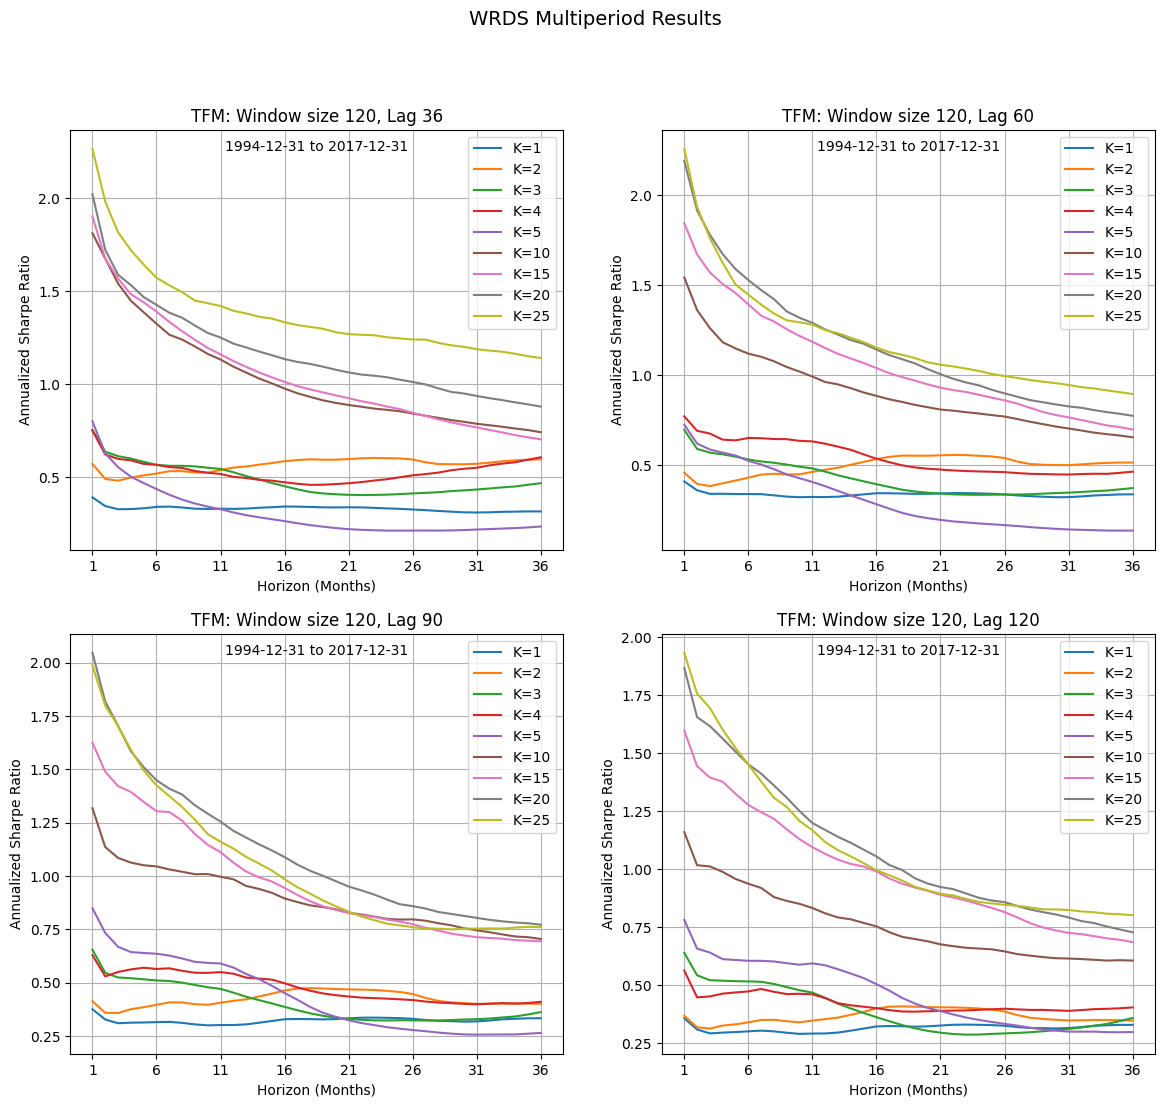 WRDS Multiperiod Results
TFM: Window size 120, Lag 36
1994-12-31 to 2017-12-31
K=1
K=2
K=3
K=4
K=5
K=10
K=15
K=20
K=25
2.0
1.5
1.0
0.5
Annualized Sharpe Ratio
1 6 11 16 21 26 31 36
Horizon (Months)
TFM: Window size 120, Lag 60
1994-12-31 to 2017-12-31
K=1
K=2
K=3
K=4
K=5
K=10
K=15
K=20
K=25
2.0
1.5
1.0
0.5
Annualized Sharpe Ratio
1 6 11 16 21 26 31 36
Horizon (Months)
TFM: Window size 120, Lag 90
1994-12-31 to 2017-12-31
K=1
K=2
K=3
K=4
K=5
K=10
K=15
K=20
K=25
2.00
1.75
1.50
1.25
1.00
0.75
0.50
0.25
Annualized Sharpe Ratio
1 6 11 16 21 26 31 36
Horizon (Months)
TFM: Window size 120, Lag 120
1994-12-31 to 2017-12-31
K=1
K=2
K=3
K=4
K=5
K=10
K=15
K=20
K=25
2.00
1.75
1.50
1.25
1.00
0.75
0.50
0.25
Annualized Sharpe Ratio
1 6 11 16 21 26 31 36
Horizon (Months)